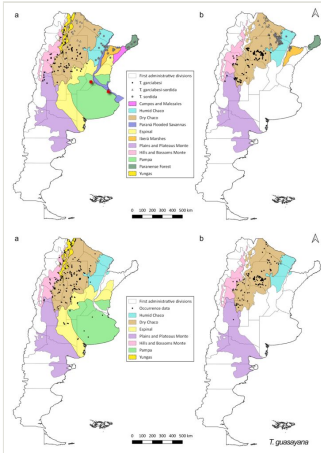 a
b
First administrative divisions
T. garciabesi
T. garciabesi-sordida
T. sordida
Campos and Malezales
Humid Chaco
Dry Chaco
Paraná Flooded Savannas
Espinal
Iberá Marshes
Plains and Plateaus Monte
Hills and Bossons Monte
Pampa
Paranaense Forest
Yungas
0 100 200 300 400 500 km
a
b
First administrative divisions
Occurrence data
Humid Chaco
Dry Chaco
Espinal
Plains and Plateaus Monte
Hills and Bossons Monte
Pampa
Yungas
0 100 200 300 400 500 km
T. guasayana